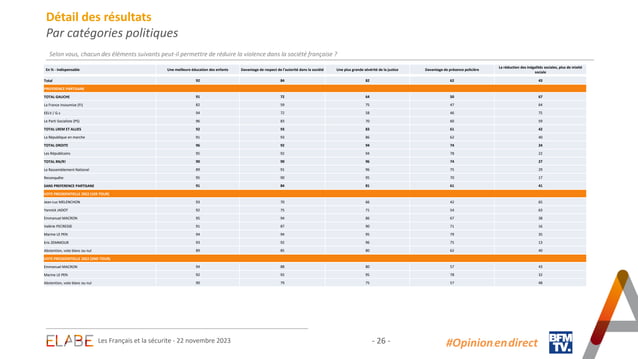 Détail des résultats
Par catégories politiques
Selon vous, chacun des éléments suivants peut-il permettre de réduire la violence dans la société française ?
En % - Indispensable Une meilleure éducation des enfants Davantage de respect de l'autorité dans la société Une plus grande sévérité de la justice Davantage de présence policière La réduction des inégalités sociales, plus de mixité sociale
Total 92 84 82 62 43
PREFERENCE PARTISANE
TOTAL GAUCHE 91 72 64 50 67
La France Insoumise (FI) 82 59 75 47 64
EELV / G.s 94 72 58 46 75
Le Parti Socialiste (PS) 96 83 70 60 59
TOTAL LREM ET ALLIES 92 93 83 61 42
La République en marche 91 93 86 62 40
TOTAL DROITE 96 92 94 74 24
Les Républicains 95 92 94 78 22
TOTAL RN/RI 90 90 96 74 27
Le Rassemblement National 89 91 96 75 29
Reconquête 95 90 95 70 17
SANS PREFERENCE PARTISANE 91 84 81 61 41
VOTE PRESIDENTIELLE 2022 (1ER TOUR)
Jean-Luc MELENCHON 93 70 66 42 65
Yannick JADOT 92 75 71 54 63
Emmanuel MACRON 95 94 86 67 38
Valérie PECRESSE 91 87 90 71 16
Marine LE PEN 94 94 95 79 35
Eric ZEMMOUR 93 92 96 75 13
Abstention, vote blanc ou nul 89 85 80 63 40
VOTE PRESIDENTIELLE 2022 (2ND TOUR)
Emmanuel MACRON 94 88 80 57 43
Marine LE PEN 92 93 95 78 32
Abstention, vote blanc ou nul 90 79 75 57 48
ELABE Les Français et la sécurité - 22 novembre 2023 - 26 - #Opinion en direct BFM TV.